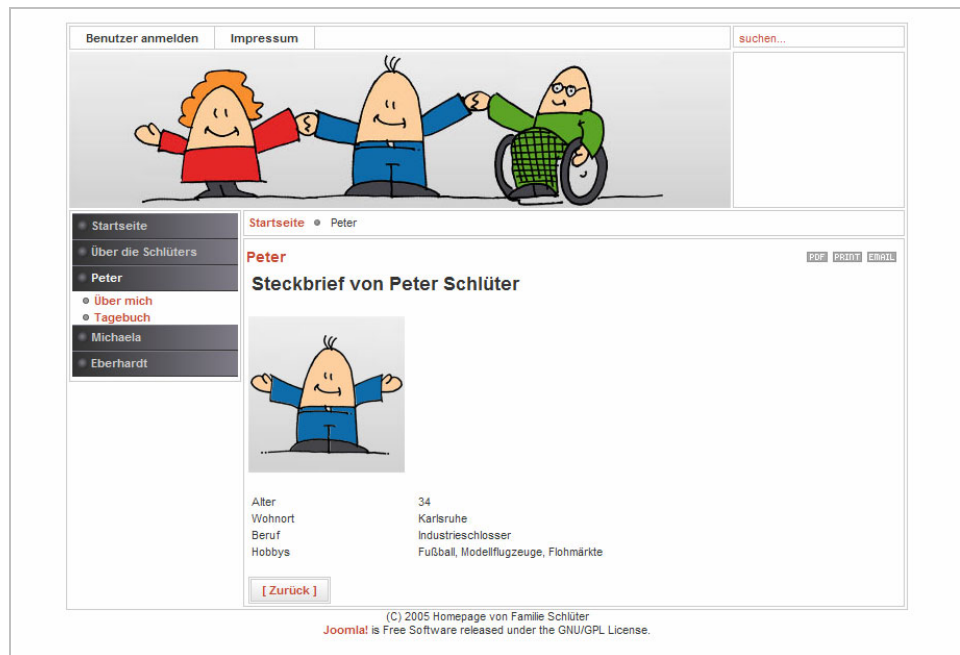 Benutzer anmelden Impressum suchen...
Startseite
Über die Schlüters
Peter
Über mich
Tagebuch
Michaela
Eberhardt
Startseite Peter
Peter PDF PRINT EMAIL
Steckbrief von Peter Schlüter
Alter 34
Wohnort Karlsruhe
Beruf Industrieschlosser
Hobbys Fußball, Modellflugzeuge, Flohmärkte
[ Zurück ]
(C) 2005 Homepage von Familie Schlüter
Joomla! is Free Software released under the GNU/GPL License.